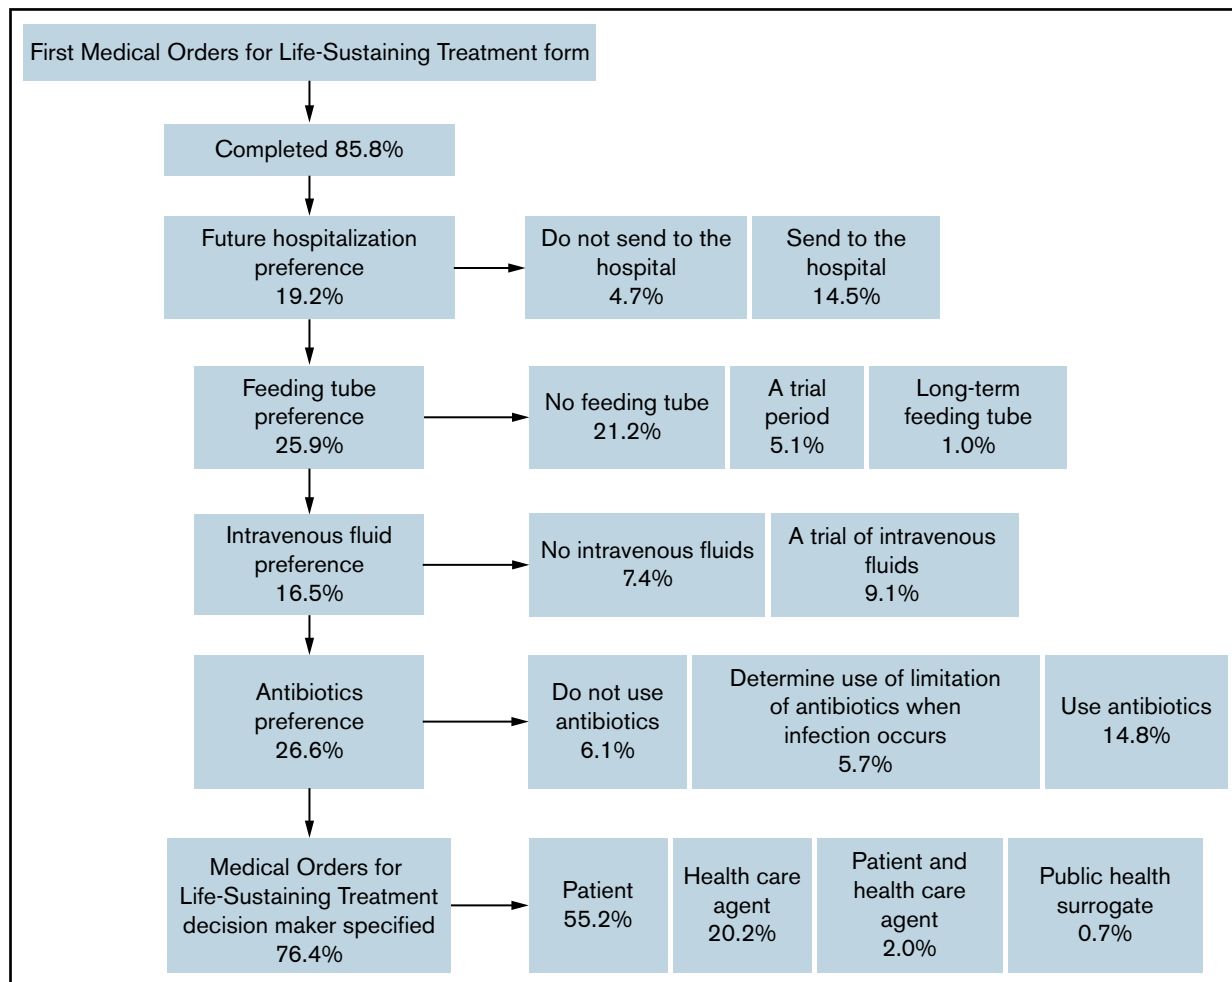 First Medical Orders for Life-Sustaining Treatment form
Completed 85.8%
Future hospitalization
preference
19.2%
Do not send to the
hospital
4.7%
Send to the
hospital
14.5%
Feeding tube
preference
25.9%
No feeding tube
21.2%
A trial
period
5.1%
Long-term
feeding tube
1.0%
Intravenous fluid
preference
16.5%
No intravenous fluids
7.4%
A trial of intravenous
fluids
9.1%
Antibiotics
preference
26.6%
Do not use
antibiotics
6.1%
Determine use of limitation
of antibiotics when
infection occurs
5.7%
Use antibiotics
14.8%
Medical Orders for
Life-Sustaining Treatment
decision maker specified
76.4%
Patient
55.2%
Health care
agent
20.2%
Patient and
health care
agent
2.0%
Public health
surrogate
0.7%